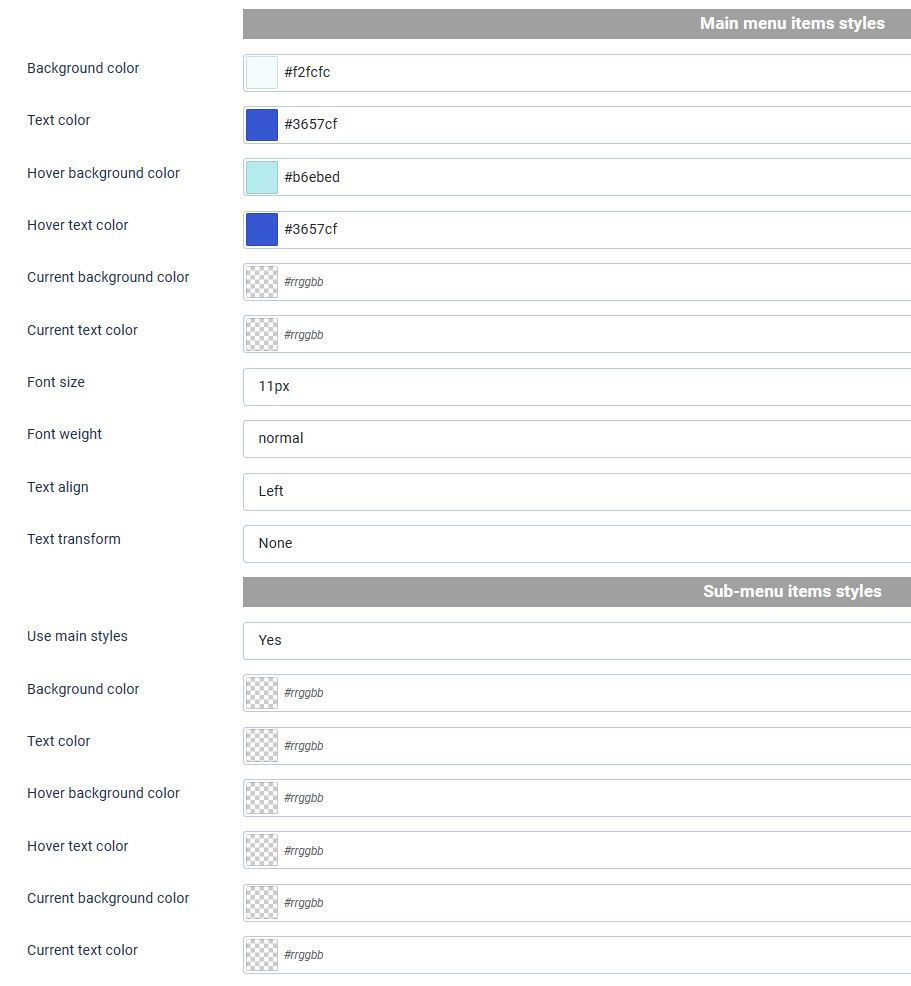 Main menu items styles
Background color #f2fcfc
Text color #3657cf
Hover background color #b6ebed
Hover text color #3657cf
Current background color #rrggbb
Current text color #rrggbb
Font size 11px
Font weight normal
Text align Left
Text transform None
Sub-menu items styles
Use main styles Yes
Background color #rrggbb
Text color #rrggbb
Hover background color #rrggbb
Hover text color #rrggbb
Current background color #rrggbb
Current text color #rrggbb